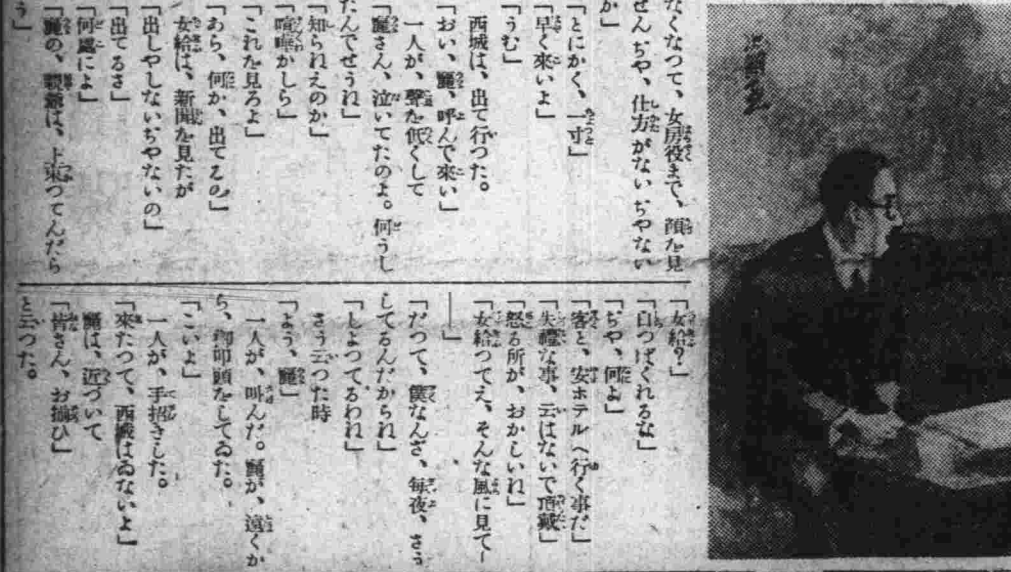 なくなつて、女房役まで、顔を見
せんぢや、仕方がないぢやない
か」
「とにかく、一寸」
「早く來いよ」
「うむ」
西城は、出て行つた。
「おい、麗、呼んで來い」
一人が、聲を低くして
「麗さん、泣いてたのよ。何うし
たんでせうね」
「知られえのか」
「喧嘩かしら」
「これを見ろよ」
「あら、何か、出てるの」
女給は、新聞を見たが
「出しやしないぢやないの」
「出てるさ」
「何處によ」
「麗の、親爺は、上東つてんだら
う」
「女給？」
「白つぱくれるな」
「ぢや、何よ」
「客と、安ホテルへ行く事だ」
「失禮な事、云はないで頂戴」
「怒る所が、おかしいね」
「女給つてえ、そんな風に見て〜
――」
「だつて、僕なんざ、毎夜、さう
してるんだからね」
「しよつてるわね」
さう云つた時
「よう、麗」
一人が、叫んだ。麗が、遠くか
ら、御叩頭をしてゐた。
「こいよ」
一人が、手招きした。
「來たつて、西城はゐないよ」
麗は、近づいて
「皆さん、お揃ひ」
と云つた。